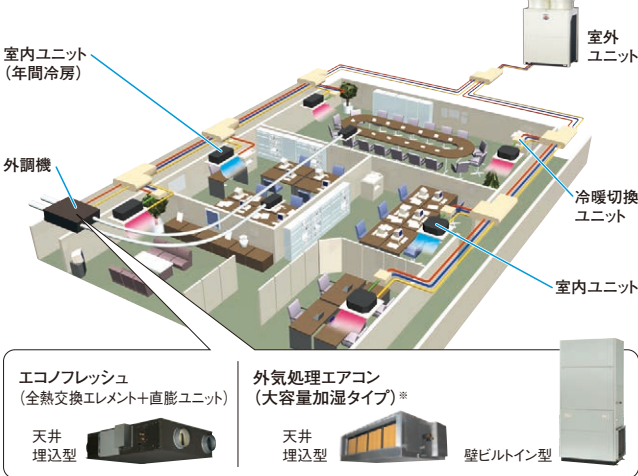 室外
ユニット
室内ユニット
(年間冷房)
外調機
冷暖切換
ユニット
室内ユニット
エコノフレッシュ
(全熱交換エレメント+直膨ユニット)
天井
埋込型
外気処理エアコン
(大容量加湿タイプ)※
天井
埋込型
壁ビルトイン型